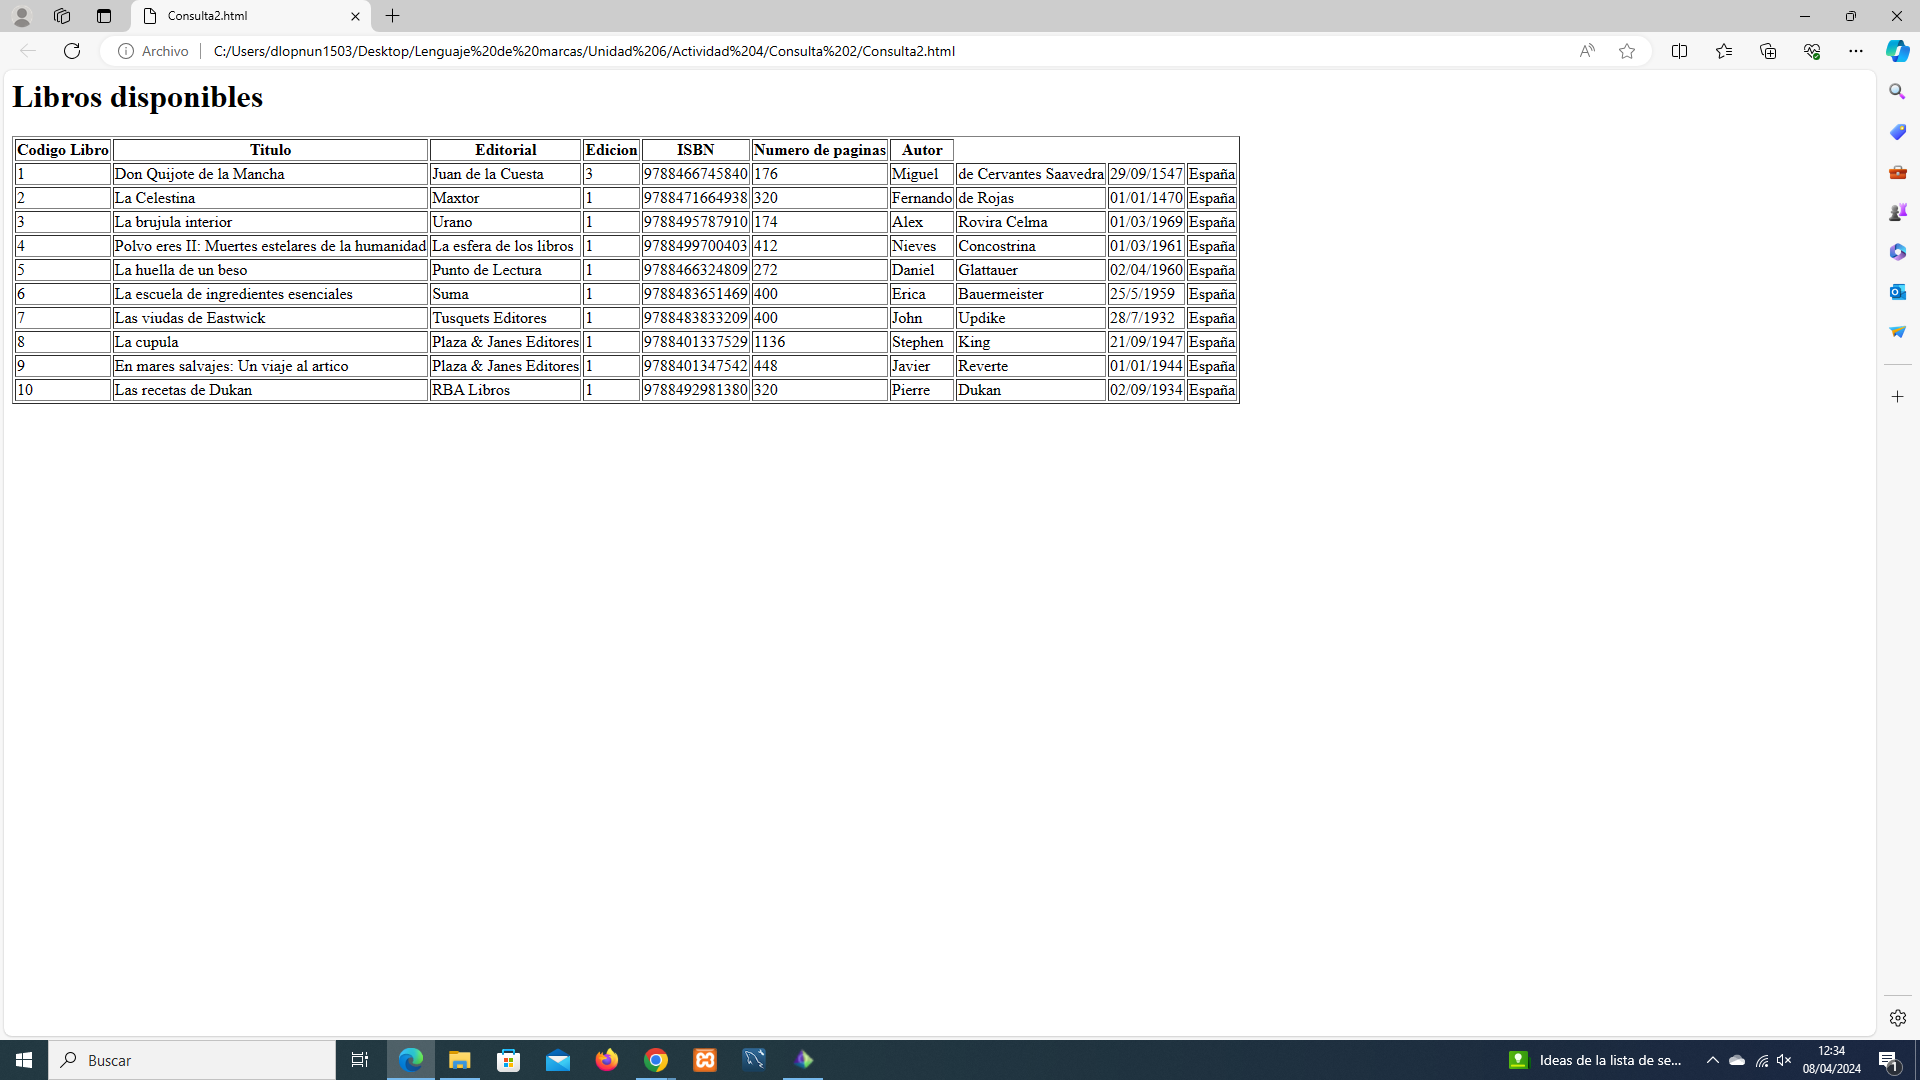 Consulta2.html
Archivo C:/Users/dlopnun1503/Desktop/Lenguaje%20de%20marcas/Unidad%206/Actividad%204/Consulta%202/Consulta2.html
Libros disponibles
Codigo Libro Titulo Editorial Edicion ISBN Numero de paginas Autor
1 Don Quijote de la Mancha Juan de la Cuesta 3 9788466745840 176 Miguel de Cervantes Saavedra 29/09/1547 España
2 La Celestina Maxtor 1 9788471664938 320 Fernando de Rojas 01/01/1470 España
3 La brujula interior Urano 1 9788495787910 174 Alex Rovira Celma 01/03/1969 España
4 Polvo eres II: Muertes estelares de la humanidad La esfera de los libros 1 9788499700403 412 Nieves Concostrina 01/03/1961 España
5 La huella de un beso Punto de Lectura 1 9788466324809 272 Daniel Glattauer 02/04/1960 España
6 La escuela de ingredientes esenciales Suma 1 9788483651469 400 Erica Bauermeister 25/5/1959 España
7 Las viudas de Eastwick Tusquets Editores 1 9788483833209 400 John Updike 28/7/1932 España
8 La cupula Plaza & Janes Editores 1 9788401337529 1136 Stephen King 21/09/1947 España
9 En mares salvajes: Un viaje al artico Plaza & Janes Editores 1 9788401347542 448 Javier Reverte 01/01/1944 España
10 Las recetas de Dukan RBA Libros 1 9788492981380 320 Pierre Dukan 02/09/1934 España
Buscar
Ideas de la lista de se...
12:34
08/04/2024
1